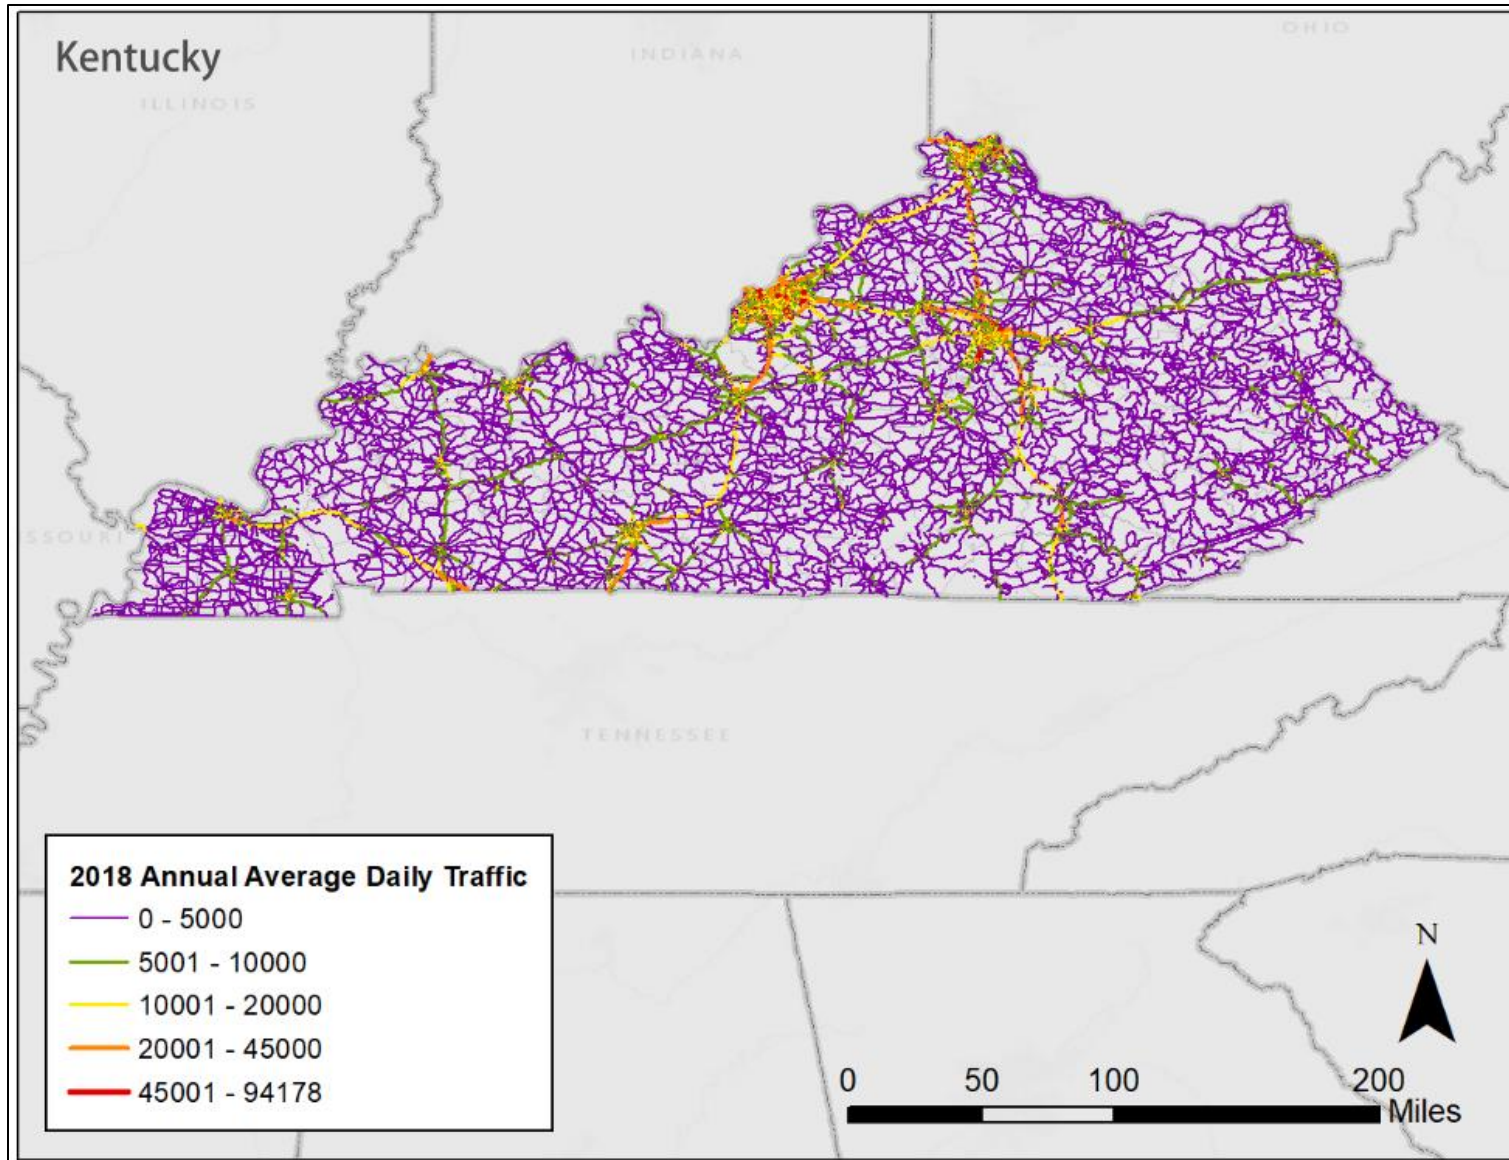 Kentucky
OHIO
INDIANA
ILLINOIS
SSOURI
TENNESSEE
2018 Annual Average Daily Traffic
0 - 5000
5001 - 10000
10001 - 20000
20001 - 45000
45001 - 94178
N
0 50 100 200
Miles